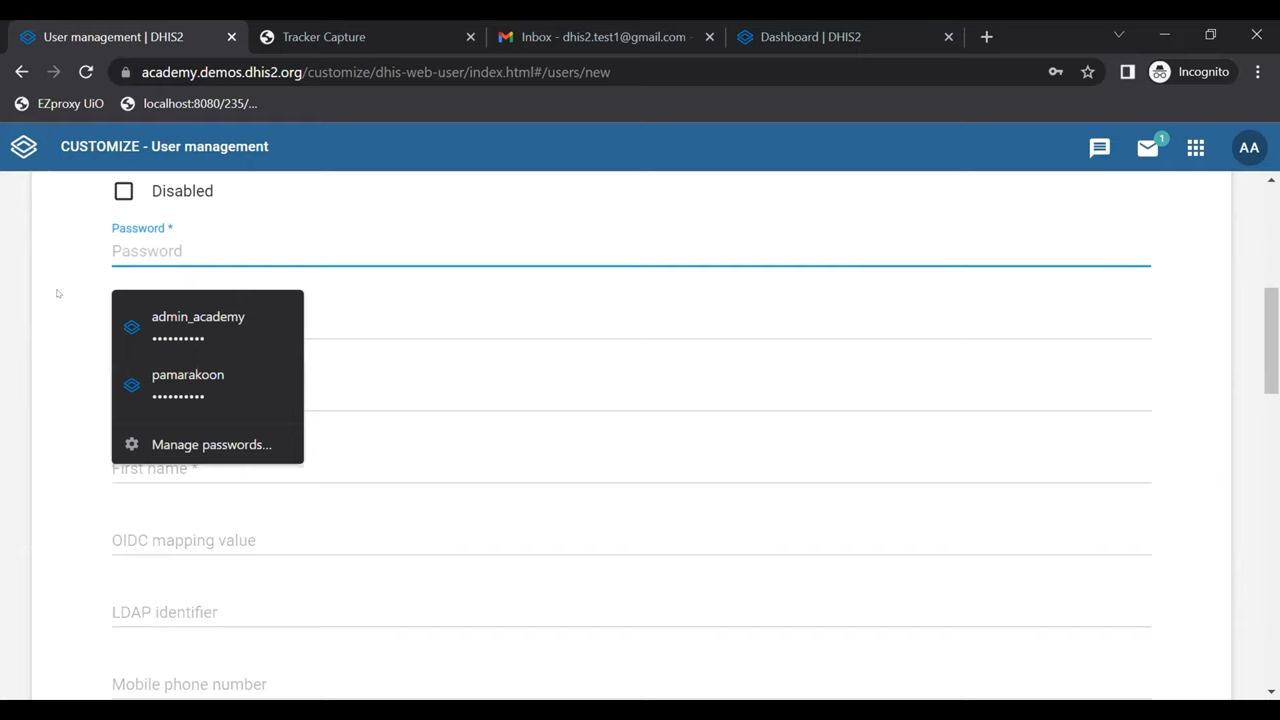 User management | DHIS2
Tracker Capture
Inbox - dhis2.test1@gmail.com -
Dashboard | DHIS2
academy.demos.dhis2.org/customize/dhis-web-user/index.html#/users/new
Incognito
EZproxy UiO
localhost:8080/235/...
CUSTOMIZE - User management
1
AA
Disabled
Password *
Password
admin_academy
••••••••••
pamarakoon
••••••••••
Manage passwords...
First name *
OIDC mapping value
LDAP identifier
Mobile phone number